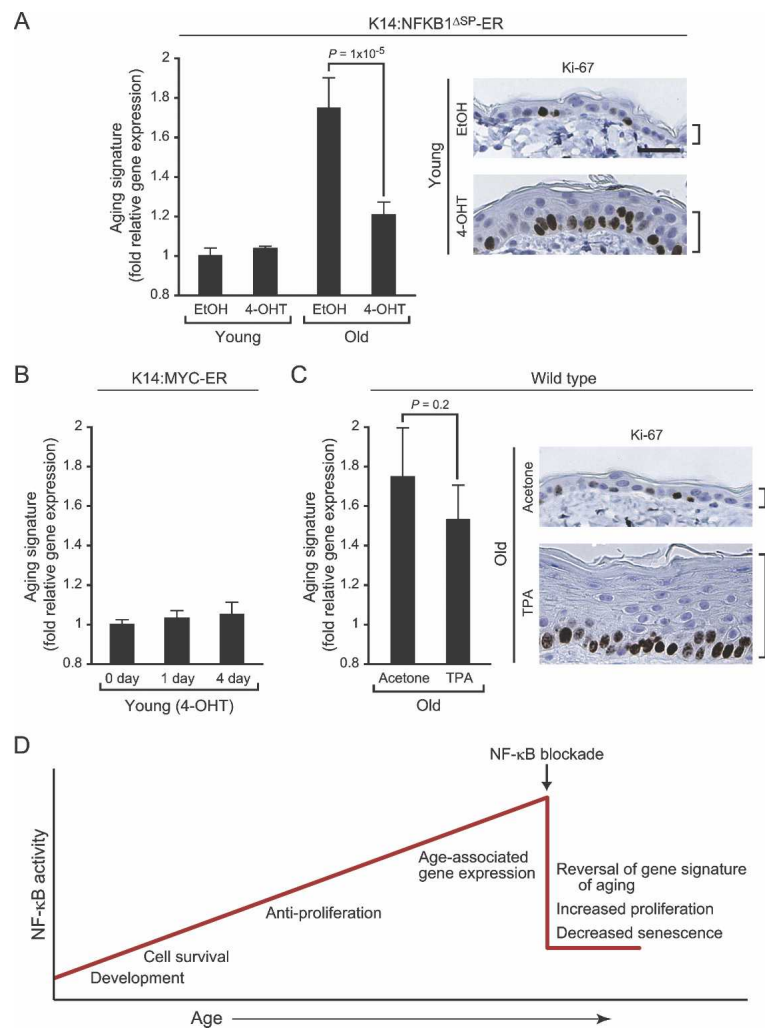 A
K14:NFKB1ΔSP-ER
Aging signature
(fold relative gene expression)
2
1.8
1.6
1.4
1.2
1
0.8
P = 1x10-5
EtOH 4-OHT EtOH 4-OHT
Young Old
Ki-67
Young
EtOH
4-OHT
B
K14:MYC-ER
Aging signature
(fold relative gene expression)
2
1.8
1.6
1.4
1.2
1
0.8
0 day 1 day 4 day
Young (4-OHT)
C
Wild type
Aging signature
(fold relative gene expression)
2
1.8
1.6
1.4
1.2
1
0.8
P = 0.2
Acetone TPA
Old
Ki-67
Old
Acetone
TPA
D
NF-κB activity
NF-κB blockade
Age-associated
gene expression
Anti-proliferation
Cell survival
Development
Reversal of gene signature
of aging
Increased proliferation
Decreased senescence
Age